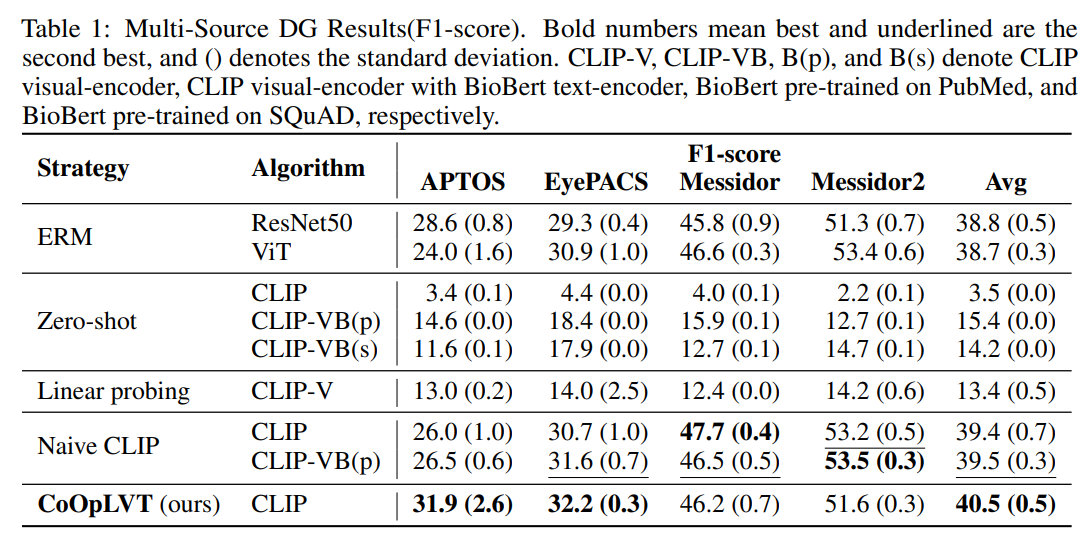 Table 1: Multi-Source DG Results(F1-score). Bold numbers mean best and underlined are the
second best, and () denotes the standard deviation. CLIP-V, CLIP-VB, B(p), and B(s) denote CLIP
visual-encoder, CLIP visual-encoder with BioBert text-encoder, BioBert pre-trained on PubMed, and
BioBert pre-trained on SQuAD, respectively.
Strategy Algorithm F1-score
APTOS EyePACS Messidor Messidor2 Avg
ERM ResNet50 28.6 (0.8) 29.3 (0.4) 45.8 (0.9) 51.3 (0.7) 38.8 (0.5)
ViT 24.0 (1.6) 30.9 (1.0) 46.6 (0.3) 53.4 0.6) 38.7 (0.3)
Zero-shot CLIP 3.4 (0.1) 4.4 (0.0) 4.0 (0.1) 2.2 (0.1) 3.5 (0.0)
CLIP-VB(p) 14.6 (0.0) 18.4 (0.0) 15.9 (0.1) 12.7 (0.1) 15.4 (0.0)
CLIP-VB(s) 11.6 (0.1) 17.9 (0.0) 12.7 (0.1) 14.7 (0.1) 14.2 (0.0)
Linear probing CLIP-V 13.0 (0.2) 14.0 (2.5) 12.4 (0.0) 14.2 (0.6) 13.4 (0.5)
Naive CLIP CLIP 26.0 (1.0) 30.7 (1.0) 47.7 (0.4) 53.2 (0.5) 39.4 (0.7)
CLIP-VB(p) 26.5 (0.6) 31.6 (0.7) 46.5 (0.5) 53.5 (0.3) 39.5 (0.3)
CoOpLVT (ours) CLIP 31.9 (2.6) 32.2 (0.3) 46.2 (0.7) 51.6 (0.3) 40.5 (0.5)